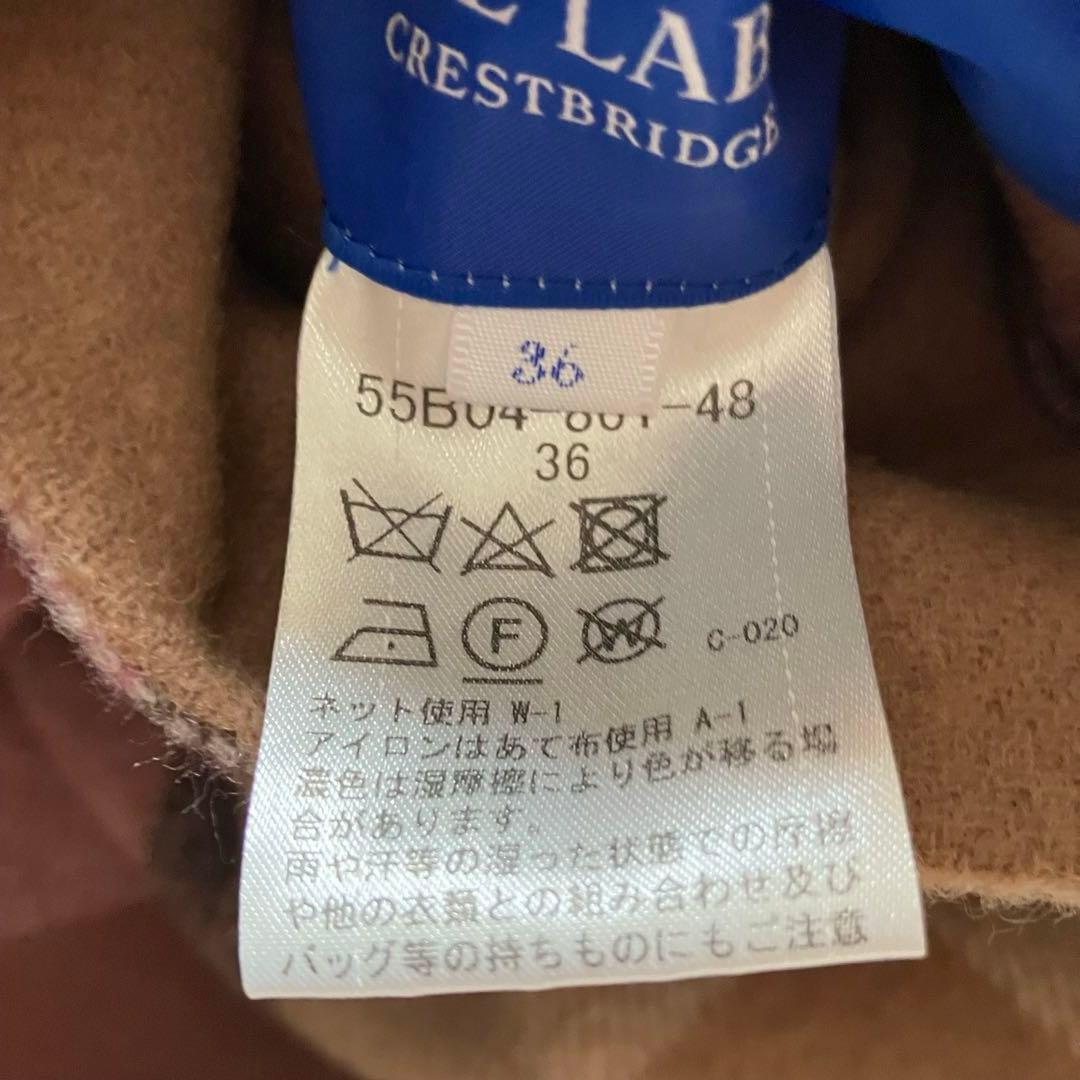 LAB
CRESTBRIDGE
36
55B04-801-48
36
F
W
C-020
ネット使用 W-1
アイロンはあて布使用 A-1
濃色は湿摩擦により色が移る場
合があります。
雨や汗等の湿った状態での摩擦
や他の衣類との組み合わせ及び
バッグ等の持ちものにもご注意